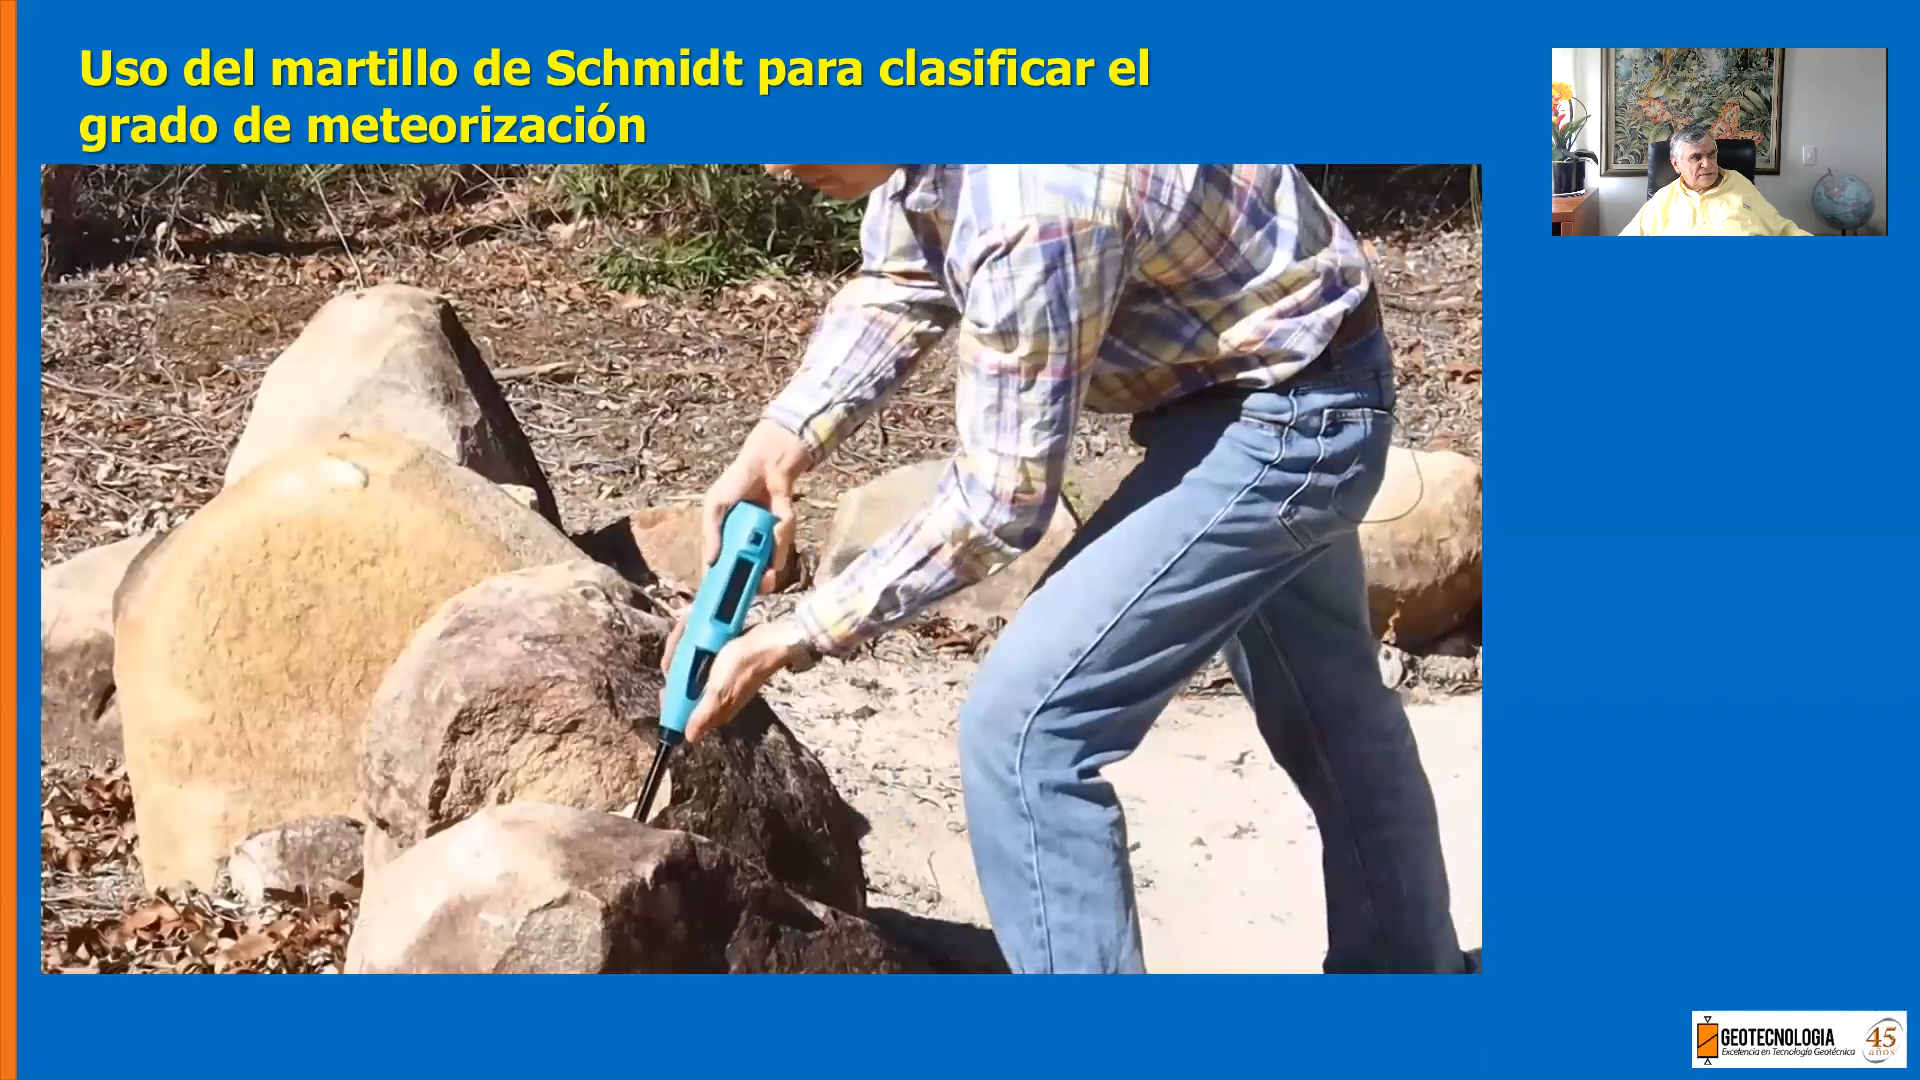 Uso del martillo de Schmidt para clasificar el
grado de meteorización
GEOTECNOLOGIA
Excelencia en Tecnología Geotécnica
45
años